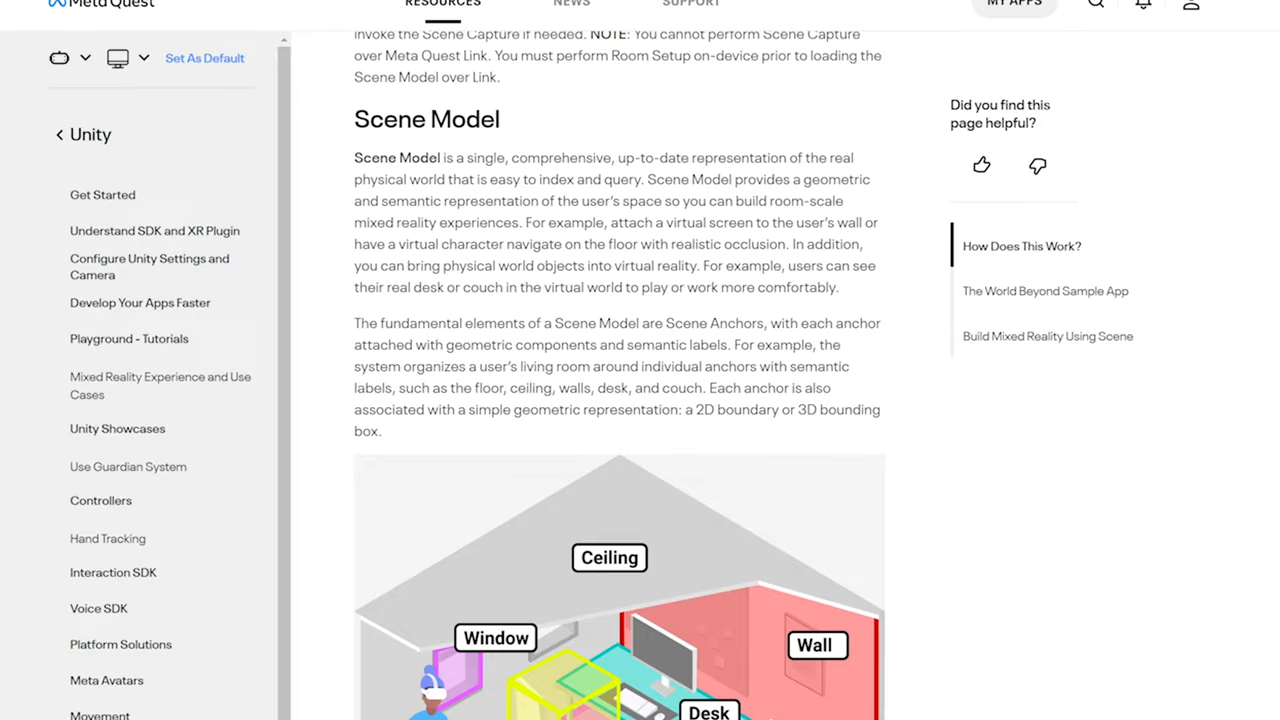 Meta Quest
RESOURCES
NEWS
SUPPORT
MY APPS
Set As Default
Unity
Get Started
Understand SDK and XR Plugin
Configure Unity Settings and
Camera
Develop Your Apps Faster
Playground - Tutorials
Mixed Reality Experience and Use
Cases
Unity Showcases
Use Guardian System
Controllers
Hand Tracking
Interaction SDK
Voice SDK
Platform Solutions
Meta Avatars
Movement
invoke the Scene Capture if needed. NOTE: You cannot perform Scene Capture
over Meta Quest Link. You must perform Room Setup on-device prior to loading the
Scene Model over Link.
Scene Model
Scene Model is a single, comprehensive, up-to-date representation of the real
physical world that is easy to index and query. Scene Model provides a geometric
and semantic representation of the user's space so you can build room-scale
mixed reality experiences. For example, attach a virtual screen to the user's wall or
have a virtual character navigate on the floor with realistic occlusion. In addition,
you can bring physical world objects into virtual reality. For example, users can see
their real desk or couch in the virtual world to play or work more comfortably.
The fundamental elements of a Scene Model are Scene Anchors, with each anchor
attached with geometric components and semantic labels. For example, the
system organizes a user's living room around individual anchors with semantic
labels, such as the floor, ceiling, walls, desk, and couch. Each anchor is also
associated with a simple geometric representation: a 2D boundary or 3D bounding
box.
Ceiling
Window
Wall
Desk
Did you find this
page helpful?
How Does This Work?
The World Beyond Sample App
Build Mixed Reality Using Scene